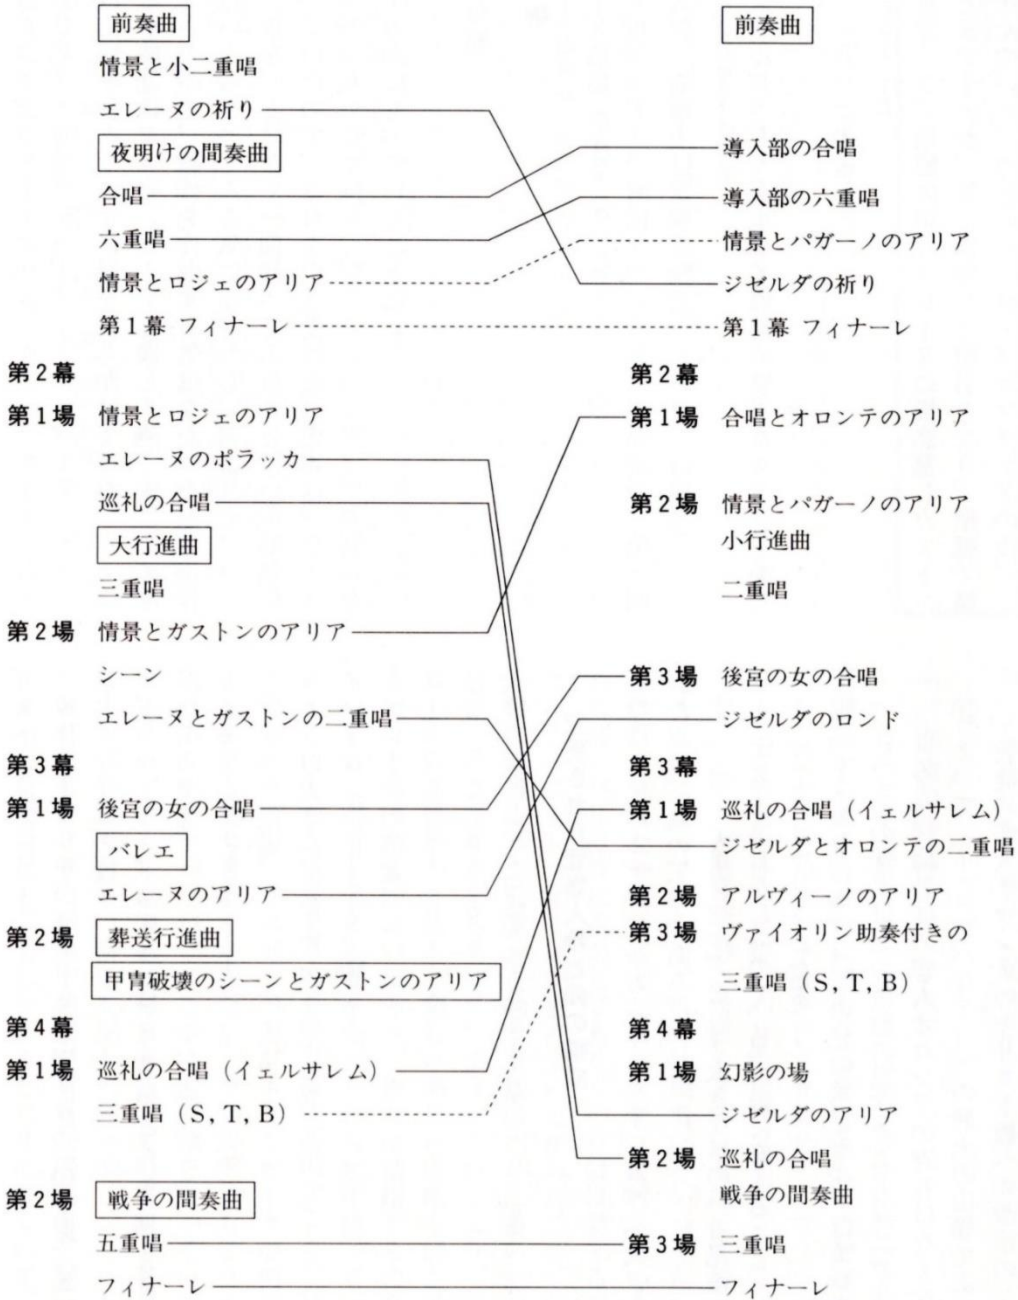 前奏曲
情景と小二重唱
エレーヌの祈り
夜明けの間奏曲
合唱
六重唱
情景とロジェのアリア
第1幕 フィナーレ
第2幕
第1場 情景とロジェのアリア
エレーヌのポラッカ
巡礼の合唱
大行進曲
三重唱
第2場 情景とガストンのアリア
シーン
エレーヌとガストンの二重唱
第3幕
第1場 後宮の女の合唱
バレエ
エレーヌのアリア
第2場 葬送行進曲
甲冑破壊のシーンとガストンのアリア
第4幕
第1場 巡礼の合唱（イェルサレム）
三重唱（S, T, B）
第2場 戦争の間奏曲
五重唱
フィナーレ
前奏曲
導入部の合唱
導入部の六重唱
情景とパガーノのアリア
ジゼルダの祈り
第1幕 フィナーレ
第2幕
第1場 合唱とオロンテのアリア
第2場 情景とパガーノのアリア
小行進曲
二重唱
第3場 後宮の女の合唱
ジゼルダのロンド
第3幕
第1場 巡礼の合唱（イェルサレム）
ジゼルダとオロンテの二重唱
第2場 アルヴィーノのアリア
第3場 ヴァイオリン助奏付きの
三重唱（S, T, B）
第4幕
第1場 幻影の場
ジゼルダのアリア
第2場 巡礼の合唱
戦争の間奏曲
第3場 三重唱
フィナーレ